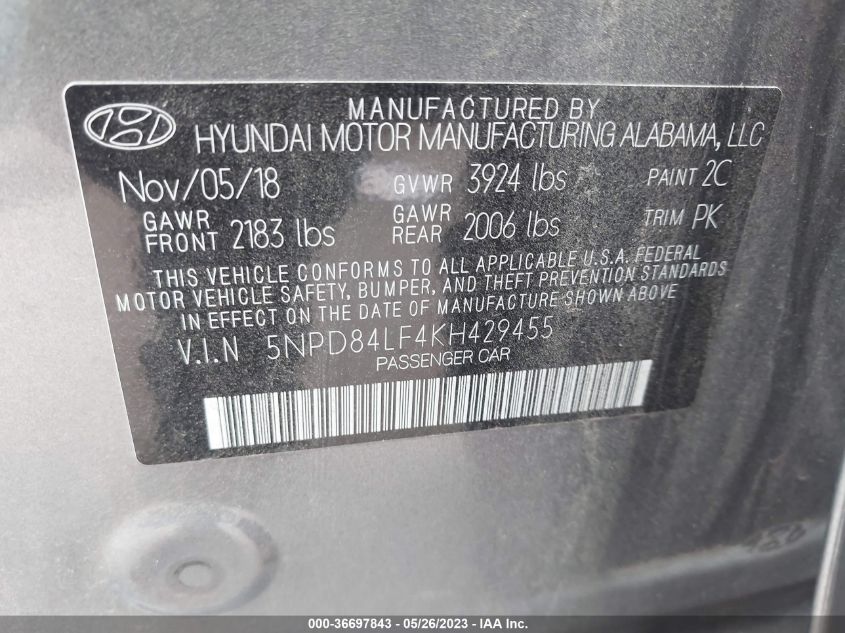 MANUFACTURED BY
HYUNDAI MOTOR MANUFACTURING ALABAMA, LLC
Nov/05/18 GVWR 3924 lbs PAINT 2C
GAWR FRONT 2183 lbs GAWR REAR 2006 lbs TRIM PK
THIS VEHICLE CONFORMS TO ALL APPLICABLE U.S.A. FEDERAL
MOTOR VEHICLE SAFETY, BUMPER, AND THEFT PREVENTION STANDARDS
IN EFFECT ON THE DATE OF MANUFACTURE SHOWN ABOVE
V.I.N 5NPD84LF4KH429455
PASSENGER CAR
000-36697843 - 05/26/2023 - IAA Inc.